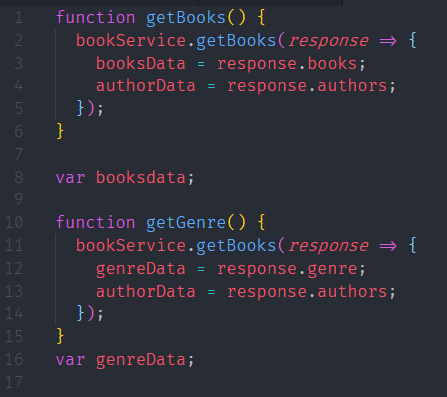 1 function getBooks() {
2 bookService.getBooks(response => {
3 booksData = response.books;
4 authorData = response.authors;
5 });
6 }
7
8 var booksdata;
9
10 function getGenre() {
11 bookService.getBooks(response => {
12 genreData = response.genre;
13 authorData = response.authors;
14 });
15 }
16 var genreData;
17